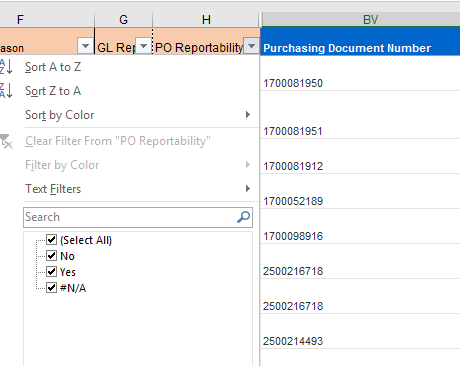 F G H BV
ason GL Rep PO Reportability Purchasing Document Number
Sort A to Z
Sort Z to A
Sort by Color
Clear Filter From "PO Reportability"
Filter by Color
Text Filters
Search
(Select All)
No
Yes
#N/A
1700081950
1700081951
1700081912
1700052189
1700098916
2500216718
2500216718
2500214493